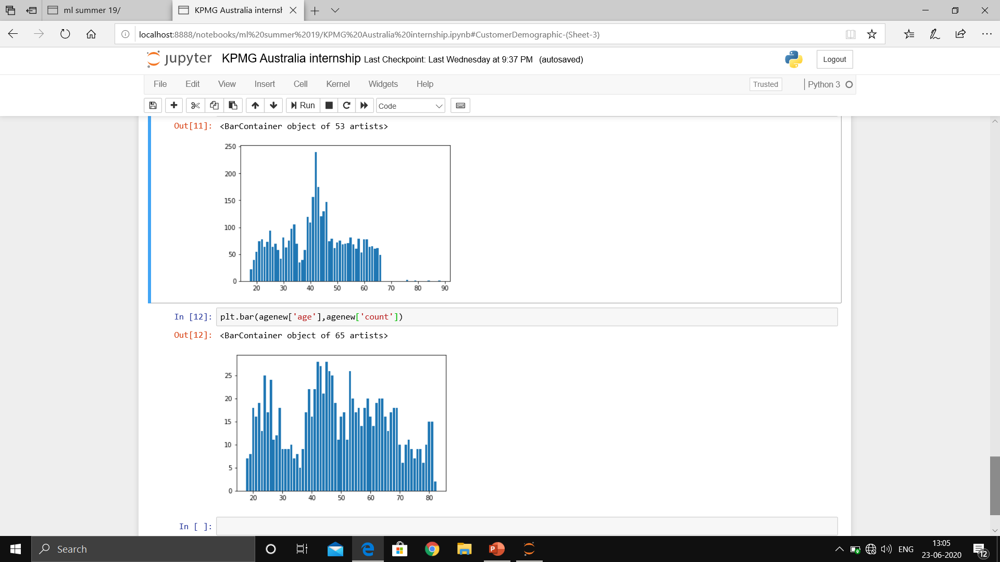 ml summer 19/
KPMG Australia internsh
localhost:8888/notebooks/ml%20summer%2019/KPMG%20Australia%20internship.ipynb#CustomerDemographic-(Sheet-3)
jupyter KPMG Australia internship Last Checkpoint: Last Wednesday at 9:37 PM (autosaved)
Logout
File Edit View Insert Cell Kernel Widgets Help
Trusted
Python 3
Run
Code
Out[11]: <BarContainer object of 53 artists>
250
200
150
100
50
0
20 30 40 50 60 70 80 90
In [12]: plt.bar(agenew['age'],agenew['count'])
Out[12]: <BarContainer object of 65 artists>
25
20
15
10
5
0
20 30 40 50 60 70 80
In [ ]:
Search
P
ENG
13:05
23-06-2020
12